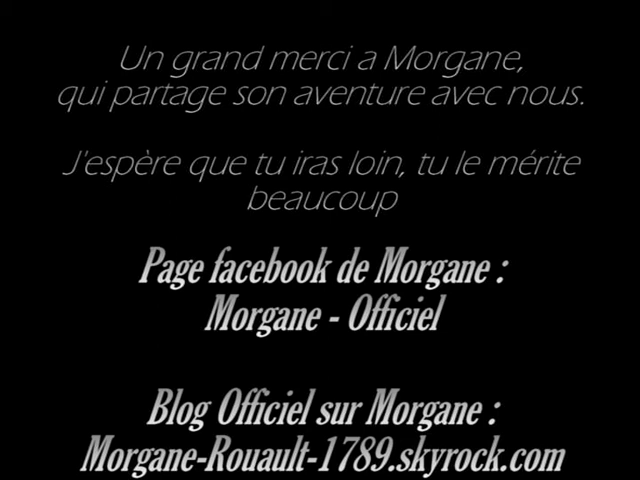 Un grand merci a Morgane,
qui partage son aventure avec nous.
J'espère que tu iras loin, tu le mérite
beaucoup
Page facebook de Morgane :
Morgane - Officiel
Blog Officiel sur Morgane :
Morgane-Rouault-1789.skyrock.com